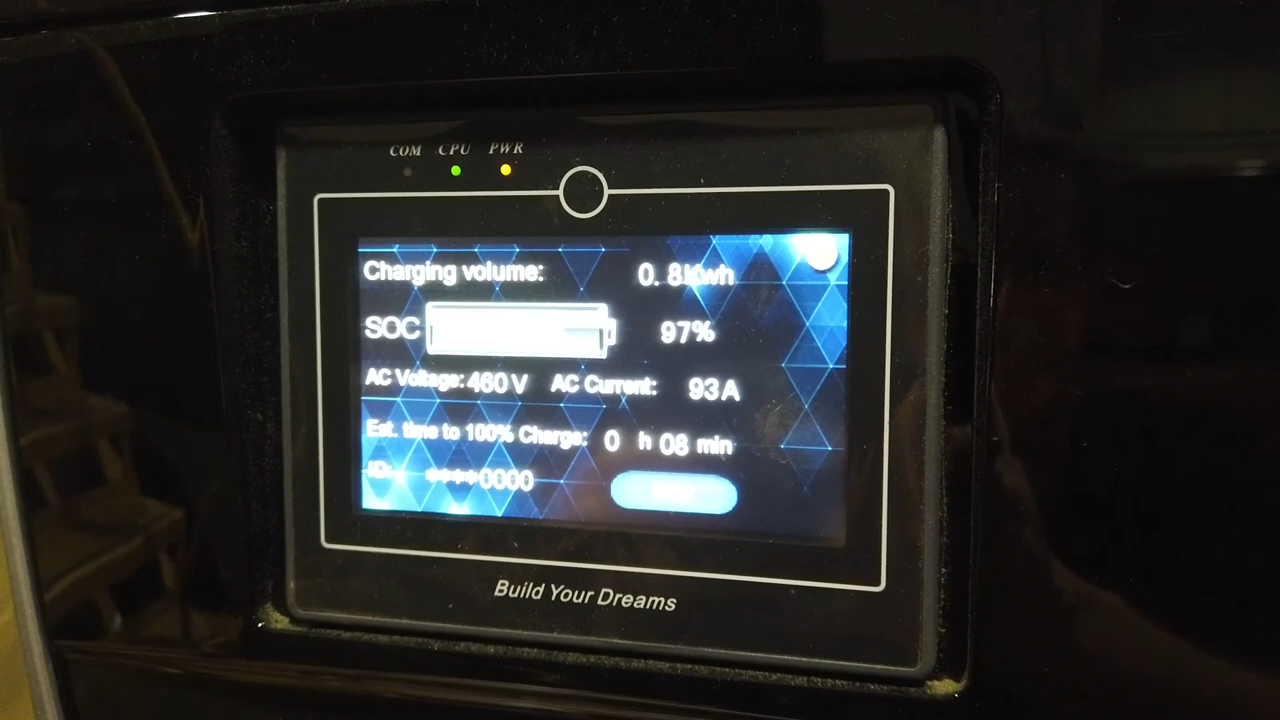 COM CPU PWR
Charging volume: 0.8Kwh
SOC 97%
AC Voltage: 460 V AC Current: 93 A
Est. time to 100% Charge: 0 h 08 min
ID: ****0000
Build Your Dreams